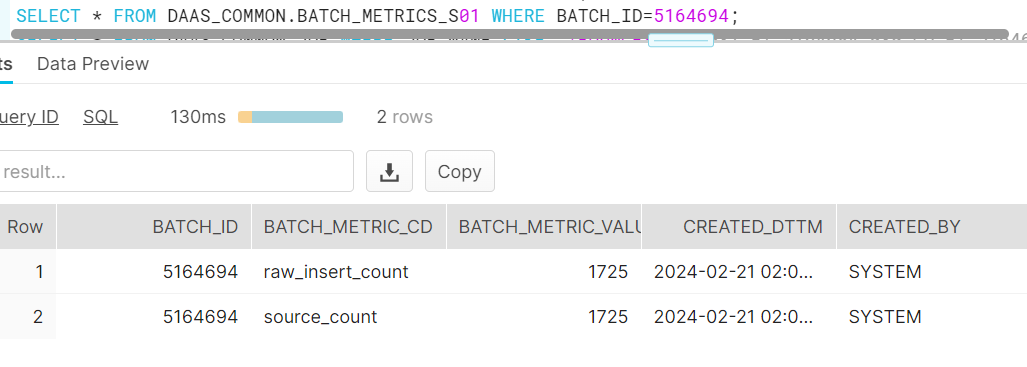 SELECT * FROM DAAS_COMMON.BATCH_METRICS_S01 WHERE BATCH_ID=5164694;
ts Data Preview
uery ID SQL 130ms 2 rows
result... Copy
Row BATCH_ID BATCH_METRIC_CD BATCH_METRIC_VALU CREATED_DTTM CREATED_BY
1 5164694 raw_insert_count 1725 2024-02-21 02:0... SYSTEM
2 5164694 source_count 1725 2024-02-21 02:0... SYSTEM